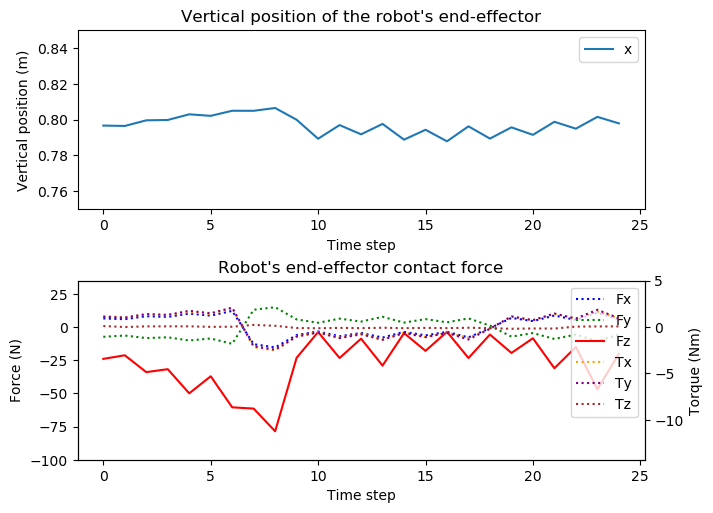 Vertical position of the robot's end-effector
Vertical position (m)
0.84
0.82
0.80
0.78
0.76
x
0 5 10 15 20 25
Time step
Robot's end-effector contact force
Force (N)
25
0
−25
−50
−75
−100
Fx
Fy
Fz
Tx
Ty
Tz
5
0
−5
−10
Torque (Nm)
0 5 10 15 20 25
Time step